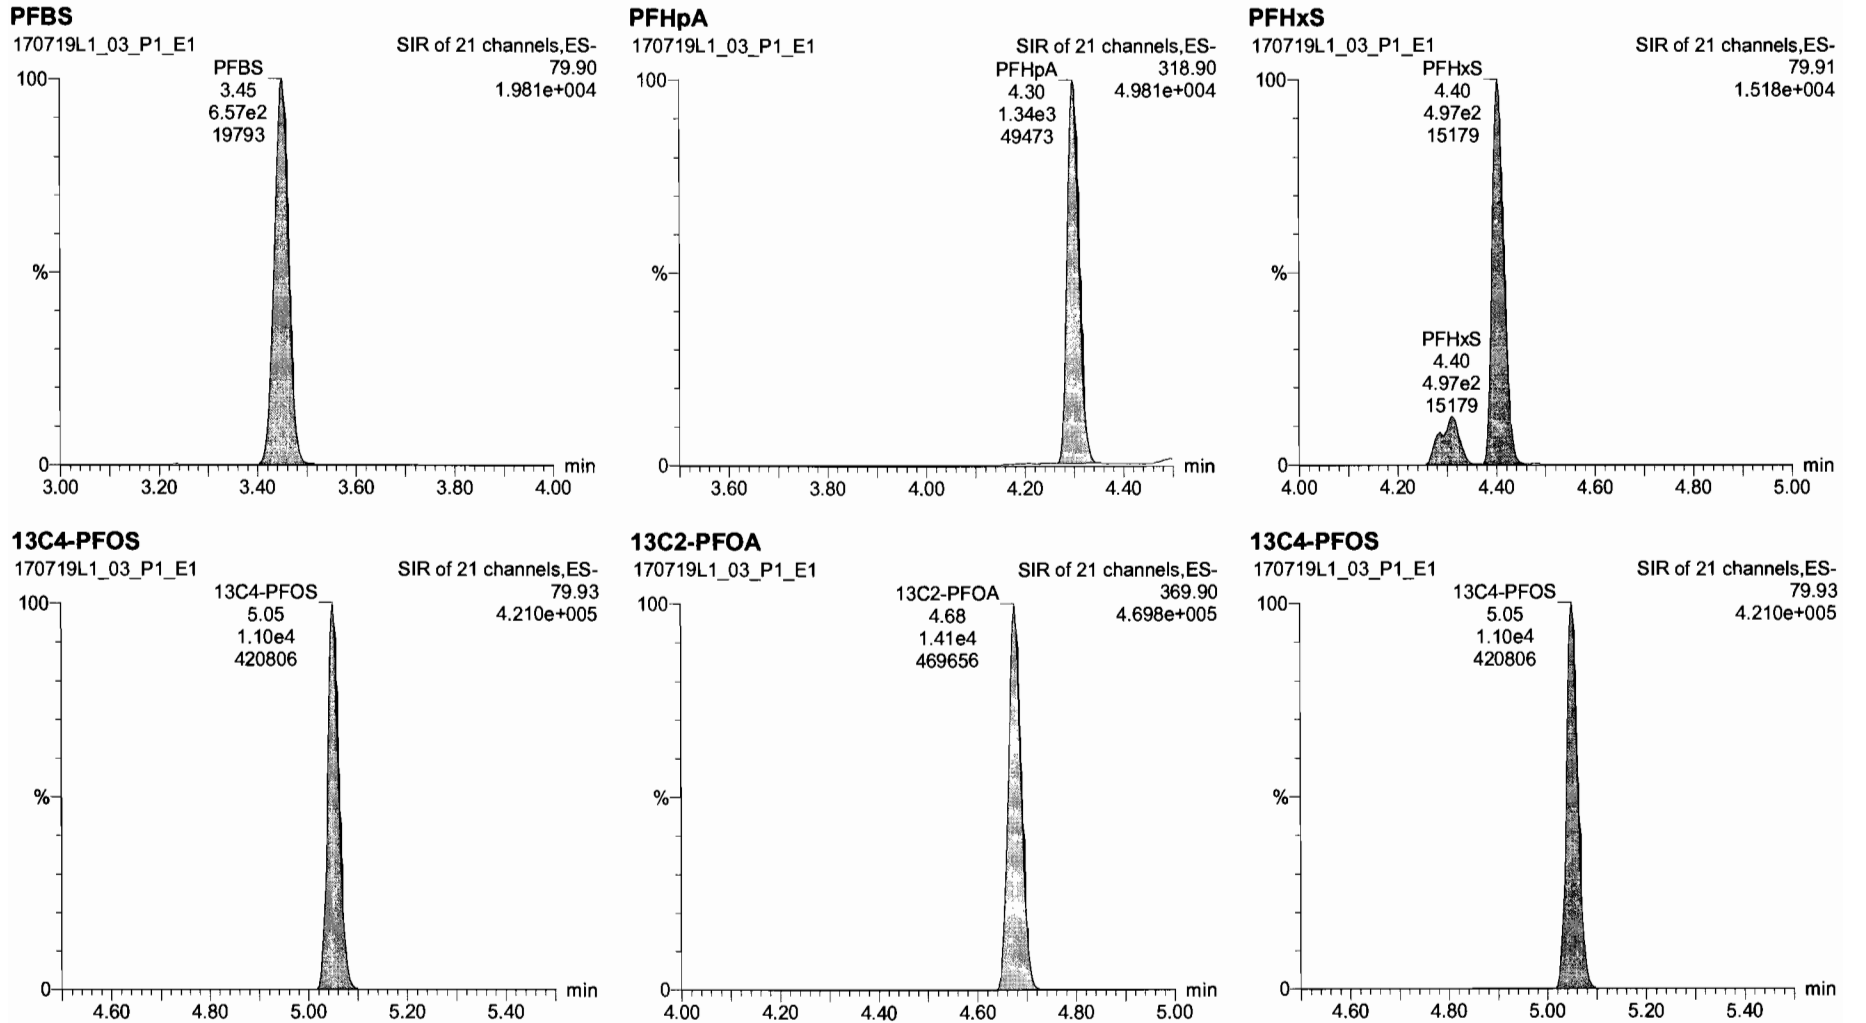 PFBS
170719L1_03_P1_E1
SIR of 21 channels,ES-
79.90
1.981e+004
PFBS
3.45
6.57e2
19793
100
%
0
3.00 3.20 3.40 3.60 3.80 4.00
min
PFHpA
170719L1_03_P1_E1
SIR of 21 channels,ES-
318.90
4.981e+004
PFHpA
4.30
1.34e3
49473
100
%
0
3.60 3.80 4.00 4.20 4.40
min
PFHxS
170719L1_03_P1_E1
SIR of 21 channels,ES-
79.91
1.518e+004
PFHxS
4.40
4.97e2
15179
PFHxS
4.40
4.97e2
15179
100
%
0
4.00 4.20 4.40 4.60 4.80 5.00
min
13C4-PFOS
170719L1_03_P1_E1
SIR of 21 channels,ES-
79.93
4.210e+005
13C4-PFOS
5.05
1.10e4
420806
100
%
0
4.60 4.80 5.00 5.20 5.40
min
13C2-PFOA
170719L1_03_P1_E1
SIR of 21 channels,ES-
369.90
4.698e+005
13C2-PFOA
4.68
1.41e4
469656
100
%
0
4.00 4.20 4.40 4.60 4.80 5.00
min
13C4-PFOS
170719L1_03_P1_E1
SIR of 21 channels,ES-
79.93
4.210e+005
13C4-PFOS
5.05
1.10e4
420806
100
%
0
4.60 4.80 5.00 5.20 5.40
min